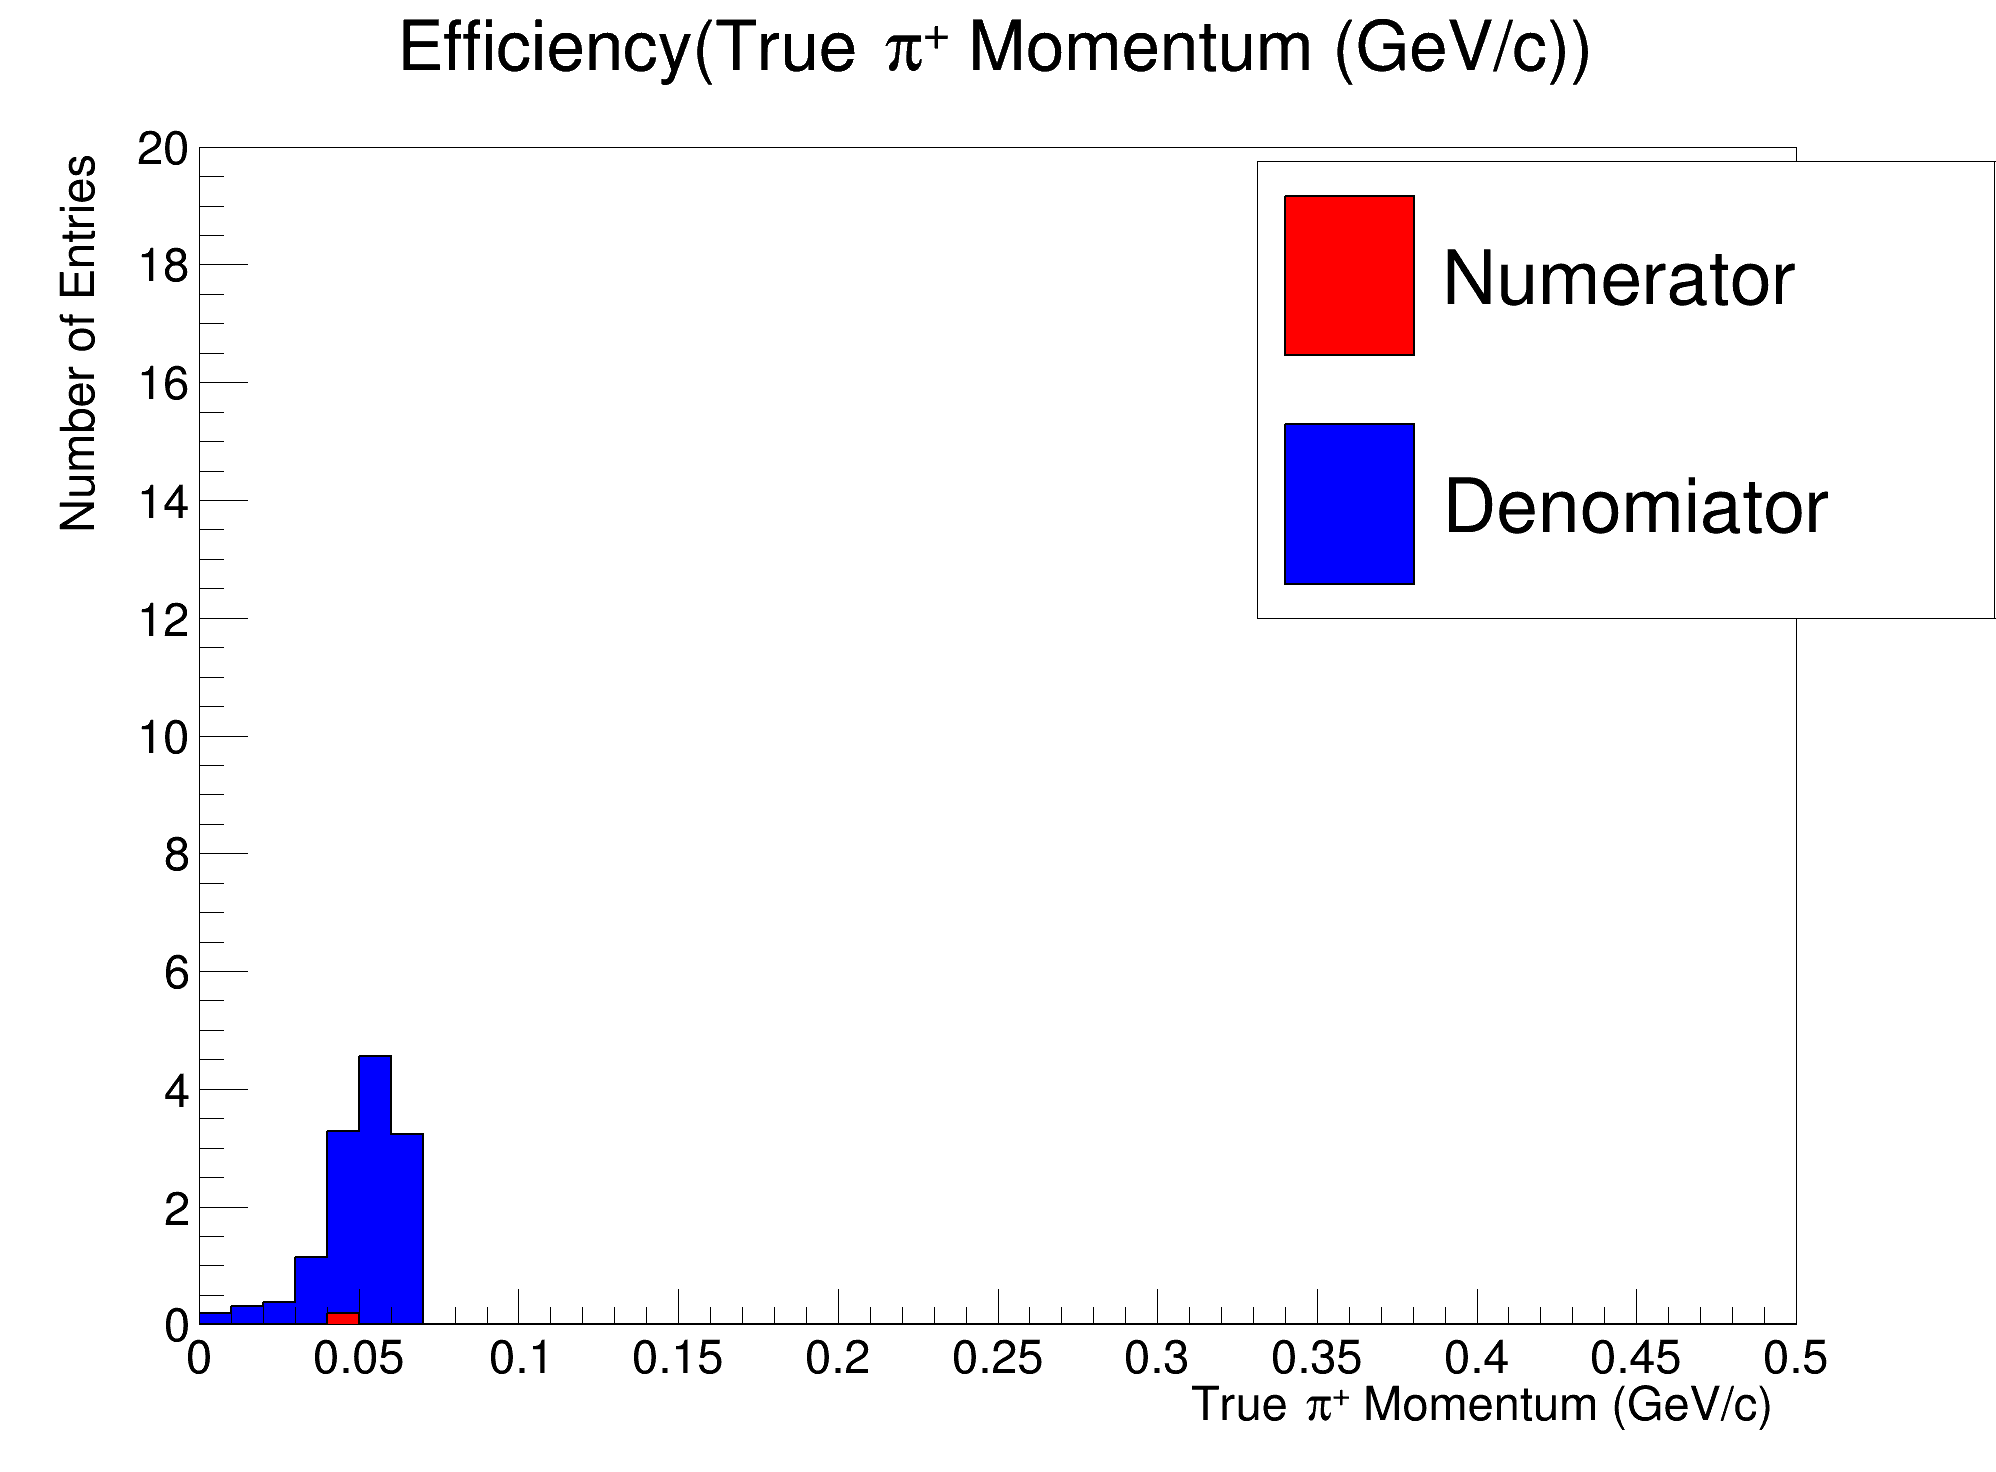 Efficiency(True π⁺ Momentum (GeV/c))
Number of Entries
20
18
16
14
12
10
8
6
4
2
0
Numerator
Denomiator
0 0.05 0.1 0.15 0.2 0.25 0.3 0.35 0.4 0.45 0.5
True π⁺ Momentum (GeV/c)